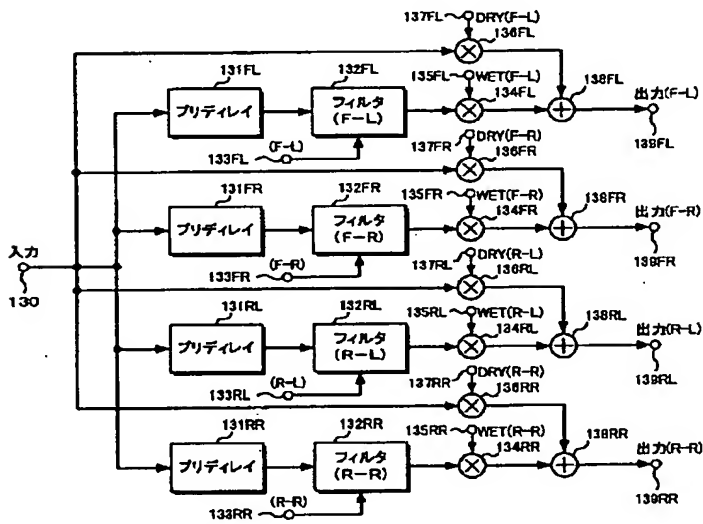 137FL DRY(F-L)
136FL
131FL
132FL
135FL WET(F-L)
138FL
プリディレイ
フィルタ
(F-L)
134FL
出力(F-L)
139FL
133FL
(F-L)
137FR DRY(F-R)
136FR
131FR
132FR
135FR WET(F-R)
138FR
プリディレイ
フィルタ
(F-R)
134FR
出力(F-R)
139FR
入力
130
133FR
(F-R)
137RL DRY(R-L)
136RL
131RL
132RL
135RL WET(R-L)
138RL
プリディレイ
フィルタ
(R-L)
134RL
出力(R-L)
139RL
133RL
(R-L)
137RR DRY(R-R)
136RR
131RR
132RR
135RR WET(R-R)
138RR
プリディレイ
フィルタ
(R-R)
134RR
出力(R-R)
139RR
133RR
(R-R)